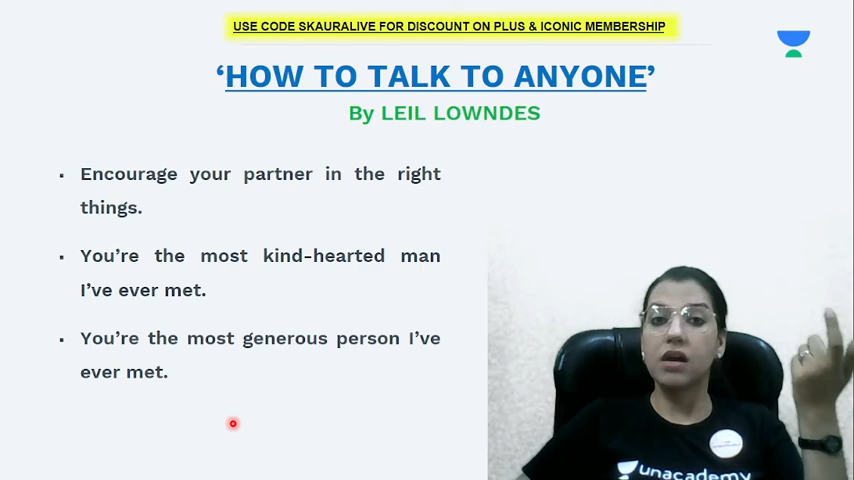 USE CODE SKAURALIVE FOR DISCOUNT ON PLUS & ICONIC MEMBERSHIP
‘HOW TO TALK TO ANYONE’
By LEIL LOWNDES
▪ Encourage your partner in the right
things.
▪ You’re the most kind-hearted man
I’ve ever met.
▪ You’re the most generous person I’ve
ever met.
unacademy